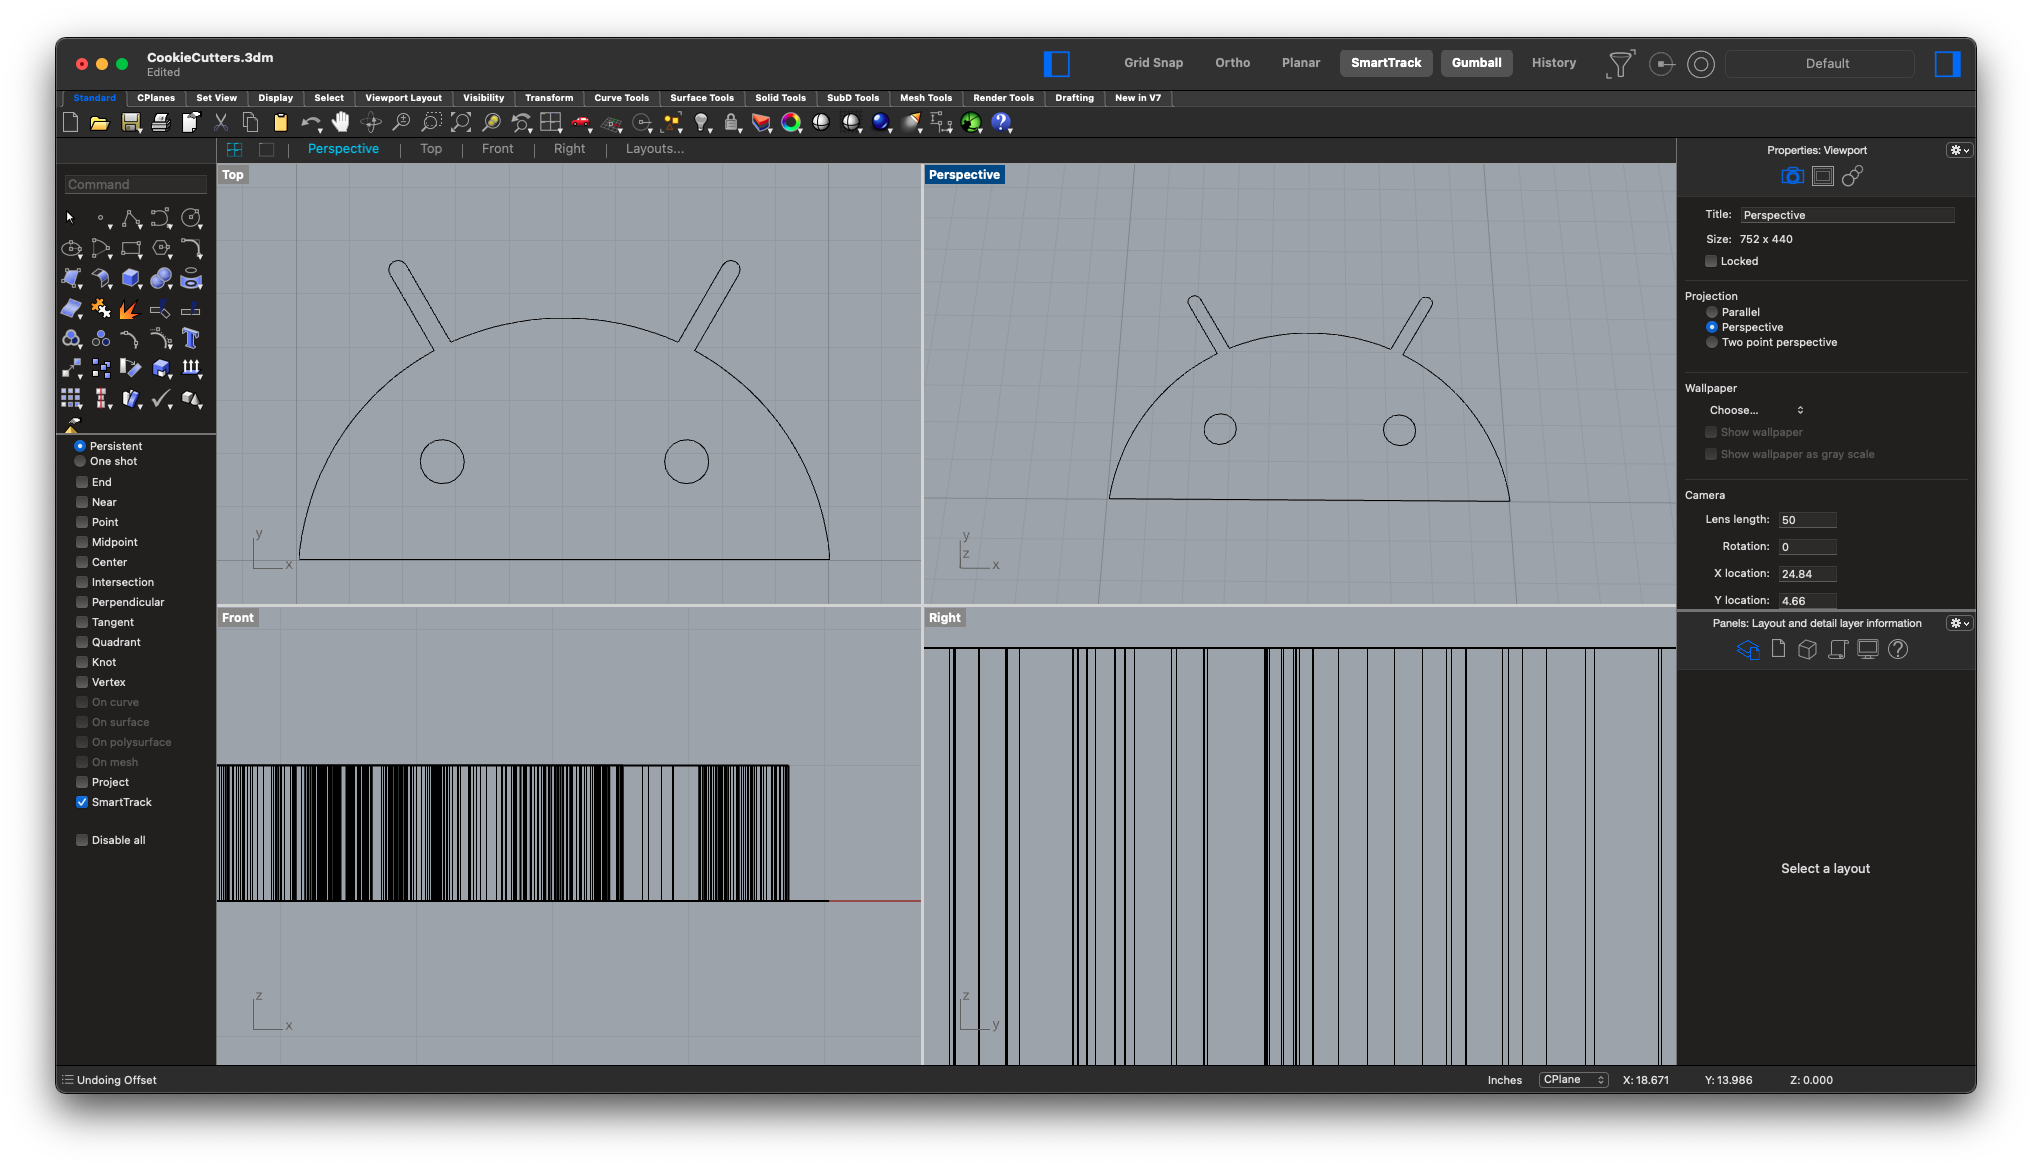 CookieCutters.3dm
Edited
Grid Snap Ortho Planar SmartTrack Gumball History Default
Standard CPlanes Set View Display Select Viewport Layout Visibility Transform Curve Tools Surface Tools Solid Tools SubD Tools Mesh Tools Render Tools Drafting New in V7
Perspective Top Front Right Layouts...
Command
Persistent
One shot
End
Near
Point
Midpoint
Center
Intersection
Perpendicular
Tangent
Quadrant
Knot
Vertex
On curve
On surface
On polysurface
On mesh
Project
SmartTrack
Disable all
Top
y
x
Perspective
y
z
x
Front
z
x
Right
z
y
Properties: Viewport
Title: Perspective
Size: 752 x 440
Locked
Projection
Parallel
Perspective
Two point perspective
Wallpaper
Choose...
Show wallpaper
Show wallpaper as gray scale
Camera
Lens length: 50
Rotation: 0
X location: 24.84
Y location: 4.66
Panels: Layout and detail layer information
Select a layout
Undoing Offset
Inches CPlane X: 18.671 Y: 13.986 Z: 0.000